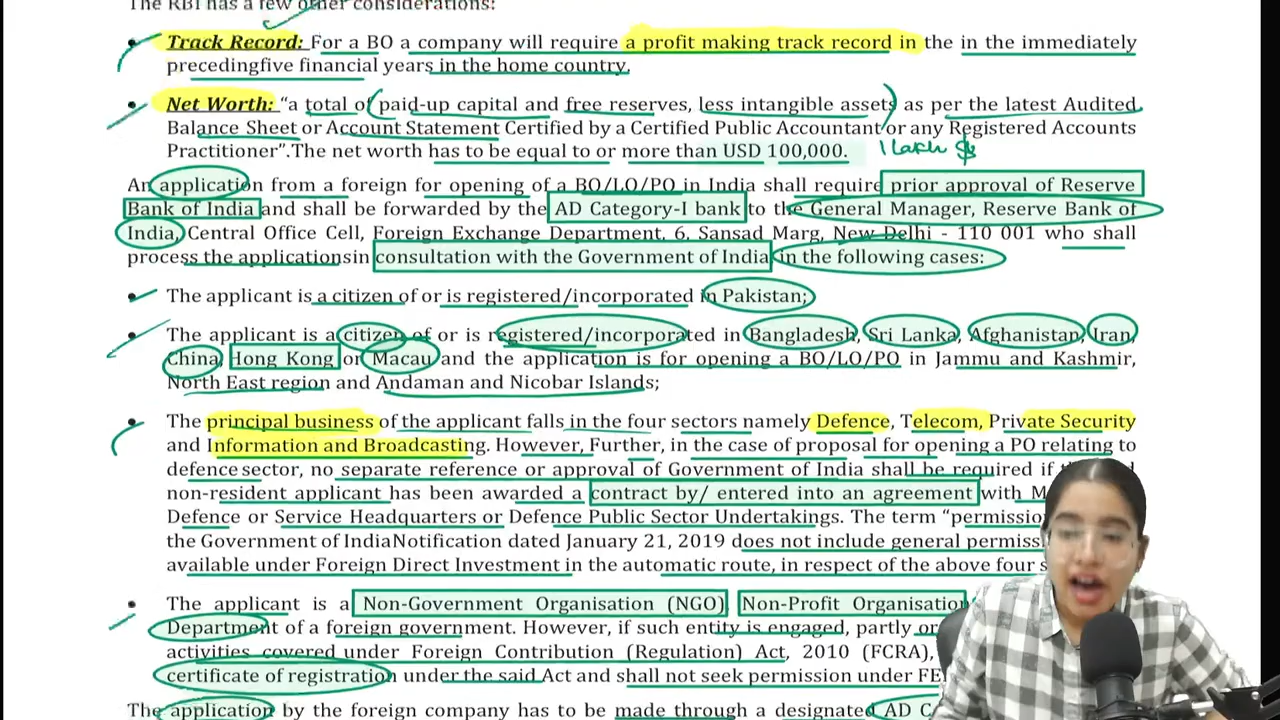 The RBI has a few other considerations:
• Track Record: For a BO a company will require a profit making track record in the in the immediately
precedingfive financial years in the home country.
• Net Worth: “a total of paid-up capital and free reserves, less intangible assets as per the latest Audited
Balance Sheet or Account Statement Certified by a Certified Public Accountant or any Registered Accounts
Practitioner”.The net worth has to be equal to or more than USD 100,000. 1 lakh $
An application from a foreign for opening of a BO/LO/PO in India shall require prior approval of Reserve
Bank of India and shall be forwarded by the AD Category-I bank to the General Manager, Reserve Bank of
India, Central Office Cell, Foreign Exchange Department, 6, Sansad Marg, New Delhi - 110 001 who shall
process the applicationsin consultation with the Government of India in the following cases:
• The applicant is a citizen of or is registered/incorporated in Pakistan;
• The applicant is a citizen of or is registered/incorporated in Bangladesh, Sri Lanka, Afghanistan, Iran,
China, Hong Kong or Macau and the application is for opening a BO/LO/PO in Jammu and Kashmir,
North East region and Andaman and Nicobar Islands;
• The principal business of the applicant falls in the four sectors namely Defence, Telecom, Private Security
and Information and Broadcasting. However, Further, in the case of proposal for opening a PO relating to
defence sector, no separate reference or approval of Government of India shall be required if
non-resident applicant has been awarded a contract by/ entered into an agreement with
Defence or Service Headquarters or Defence Public Sector Undertakings. The term “permission
the Government of IndiaNotification dated January 21, 2019 does not include general
available under Foreign Direct Investment in the automatic route, in respect of the above four
• The applicant is a Non-Government Organisation (NGO) Non-Profit Organisation
Department of a foreign government. However, if such entity is engaged, partly or
activities covered under Foreign Contribution (Regulation) Act, 2010 (FCRA),
certificate of registration under the said Act and shall not seek permission under
The application by the foreign company has to be made through a designated AD